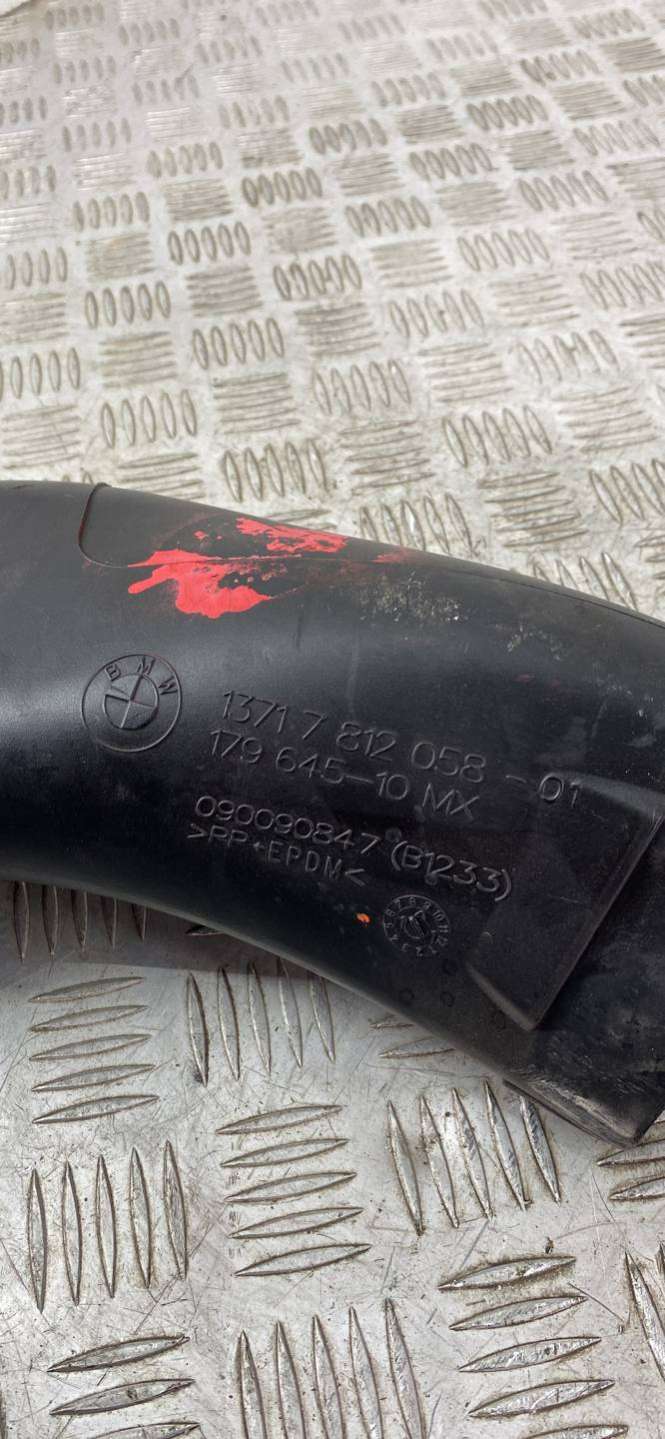 BMW
1371 7 812 058 -01
179 645-10 MX
090090847 (B1233)
>PP+EPDM<